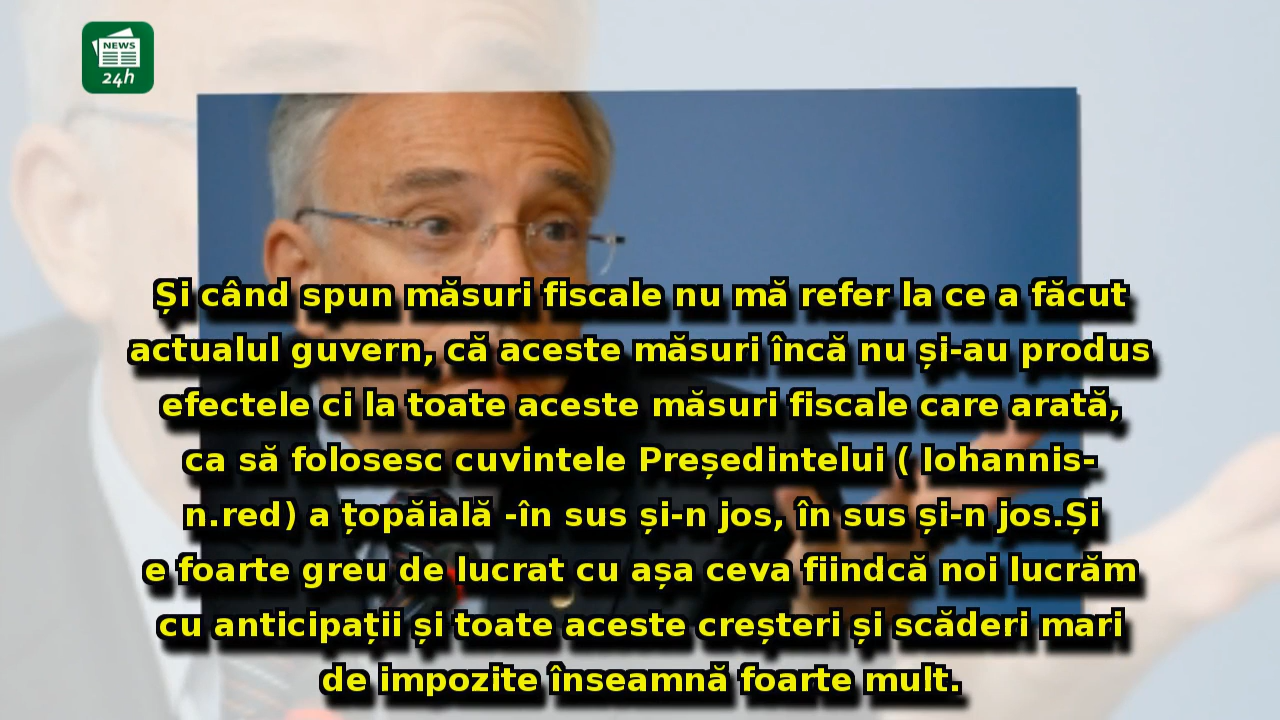 NEWS
24h
Și când spun măsuri fiscale nu mă refer la ce a făcut
actualul guvern, că aceste măsuri încă nu și-au produs
efectele ci la toate aceste măsuri fiscale care arată,
ca să folosesc cuvintele Președintelui ( Iohannis-
n.red) a țopăială -în sus și-n jos, în sus și-n jos.Și
e foarte greu de lucrat cu așa ceva fiindcă noi lucrăm
cu anticipații și toate aceste creșteri și scăderi mari
de impozite înseamnă foarte mult.